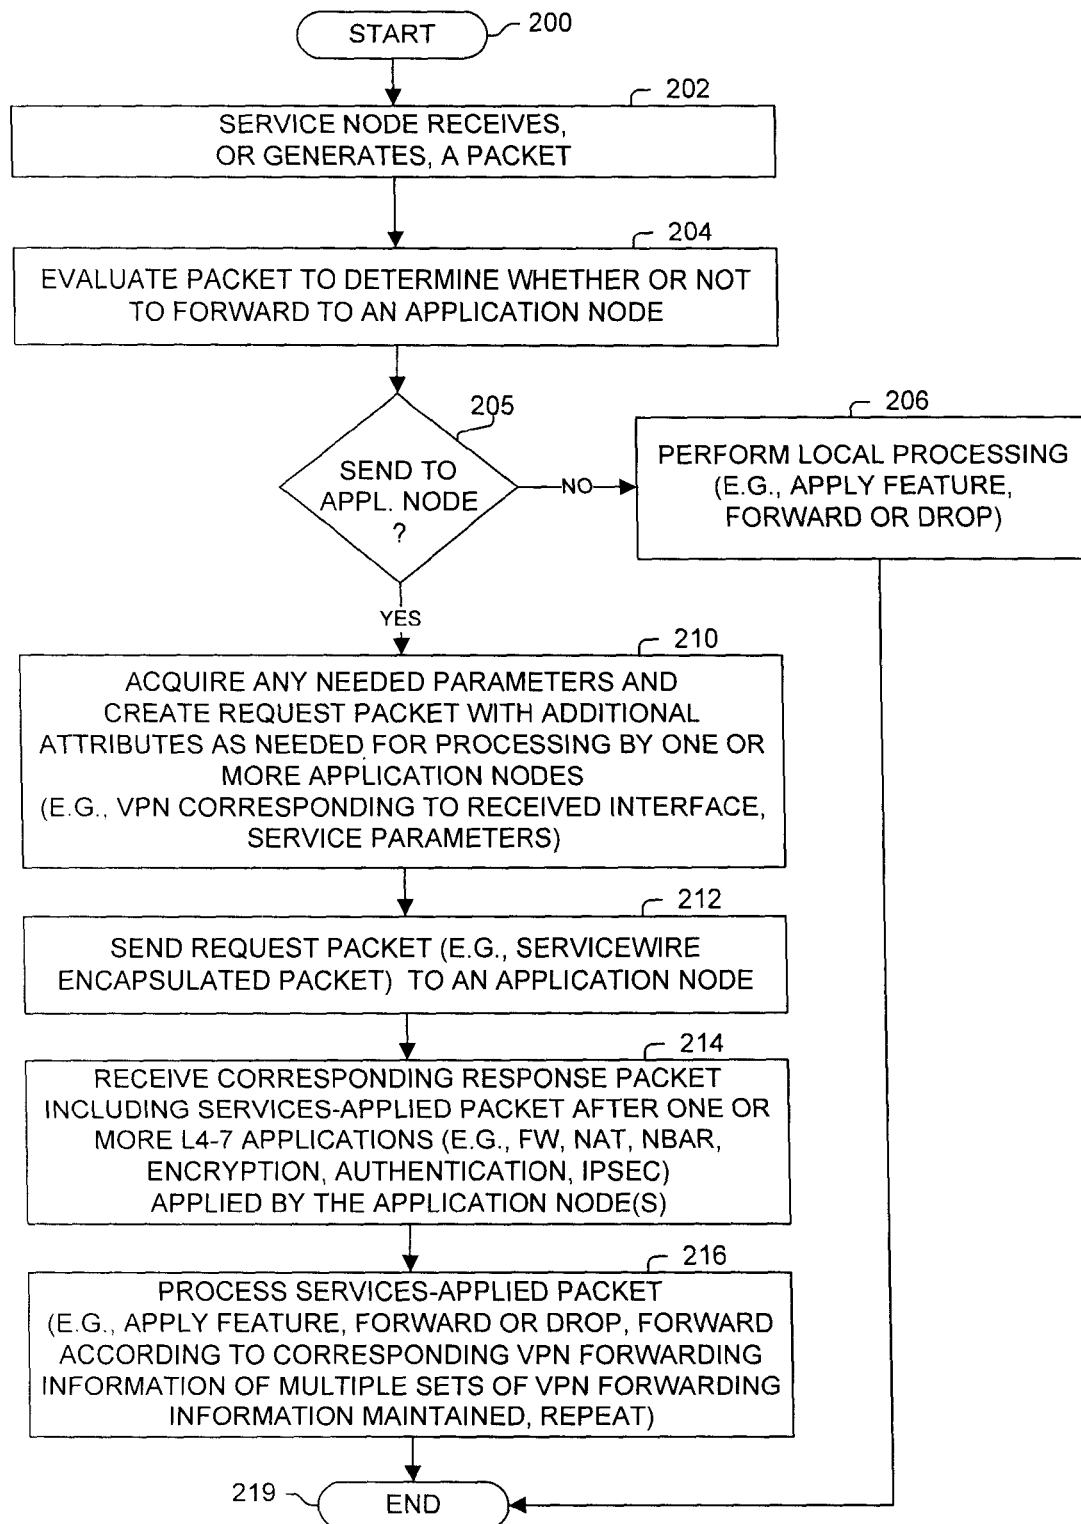 START
200
202
SERVICE NODE RECEIVES,
OR GENERATES, A PACKET
204
EVALUATE PACKET TO DETERMINE WHETHER OR NOT
TO FORWARD TO AN APPLICATION NODE
205
SEND TO
APPL. NODE
?
NO
206
PERFORM LOCAL PROCESSING
(E.G., APPLY FEATURE,
FORWARD OR DROP)
YES
210
ACQUIRE ANY NEEDED PARAMETERS AND
CREATE REQUEST PACKET WITH ADDITIONAL
ATTRIBUTES AS NEEDED FOR PROCESSING BY ONE OR
MORE APPLICATION NODES
(E.G., VPN CORRESPONDING TO RECEIVED INTERFACE,
SERVICE PARAMETERS)
212
SEND REQUEST PACKET (E.G., SERVICEWIRE
ENCAPSULATED PACKET) TO AN APPLICATION NODE
214
RECEIVE CORRESPONDING RESPONSE PACKET
INCLUDING SERVICES-APPLIED PACKET AFTER ONE OR
MORE L4-7 APPLICATIONS (E.G., FW, NAT, NBAR,
ENCRYPTION, AUTHENTICATION, IPSEC)
APPLIED BY THE APPLICATION NODE(S)
216
PROCESS SERVICES-APPLIED PACKET
(E.G., APPLY FEATURE, FORWARD OR DROP, FORWARD
ACCORDING TO CORRESPONDING VPN FORWARDING
INFORMATION OF MULTIPLE SETS OF VPN FORWARDING
INFORMATION MAINTAINED, REPEAT)
219
END